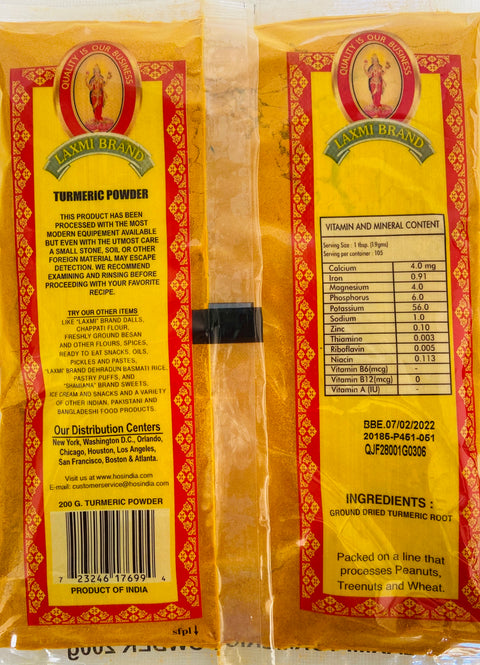 QUALITY IS OUR BUSINESS
LAXMI BRAND
TURMERIC POWDER
THIS PRODUCT HAS BEEN
PROCESSED WITH THE MOST
MODERN EQUIPEMENT AVAILABLE
BUT EVEN WITH THE UTMOST CARE
A SMALL STONE, SOIL OR OTHER
FOREIGN MATERIAL MAY ESCAPE
DETECTION. WE RECOMMEND
EXAMINING AND RINSING BEFORE
PROCEEDING WITH YOUR FAVORITE
RECIPE.
TRY OUR OTHER ITEMS
LIKE "LAXMI" BRAND DALLS,
CHAPPATI FLOUR,
FRESHLY GROUND BESAN
AND OTHER FLOURS, SPICES,
READY TO EAT SNACKS, OILS,
PICKLES AND PASTES,
"LAXMI" BRAND DEHRADUN BASMATI RICE,
PASTRY PUFFS, AND
"SHAHBAHA" BRAND SWEETS,
ICE CREAM AND SNACKS AND A VARIETY
OF OTHER INDIAN, PAKISTANI AND
BANGLADESHI FOOD PRODUCTS.
Our Distribution Centers
New York, Washington D.C., Orlando,
Chicago, Houston, Los Angeles,
San Francisco, Boston & Atlanta.
Visit us at www.hosindia.com
E-mail: customerservice@hosindia.com
200 G. TURMERIC POWDER
7 23246 17699 4
PRODUCT OF INDIA
sfpl
QUALITY IS OUR BUSINESS
LAXMI BRAND
VITAMIN AND MINERAL CONTENT
Serving Size : 1 tbsp. (1.9gms)
Serving per container : 105
Calcium 4.0 mg
Iron 0.91
Magnesium 4.0
Phosphorus 6.0
Potassium 56.0
Sodium 1.0
Zinc 0.10
Thiamine 0.003
Riboflavin 0.005
Niacin 0.113
Vitamin B6(mcg) -
Vitamin B12(mcg) 0
Vitamin A (IU) -
BBE.07/02/2022
20185-P451-051
QJF28001G0306
INGREDIENTS :
GROUND DRIED TURMERIC ROOT
Packed on a line that
processes Peanuts,
Treenuts and Wheat.